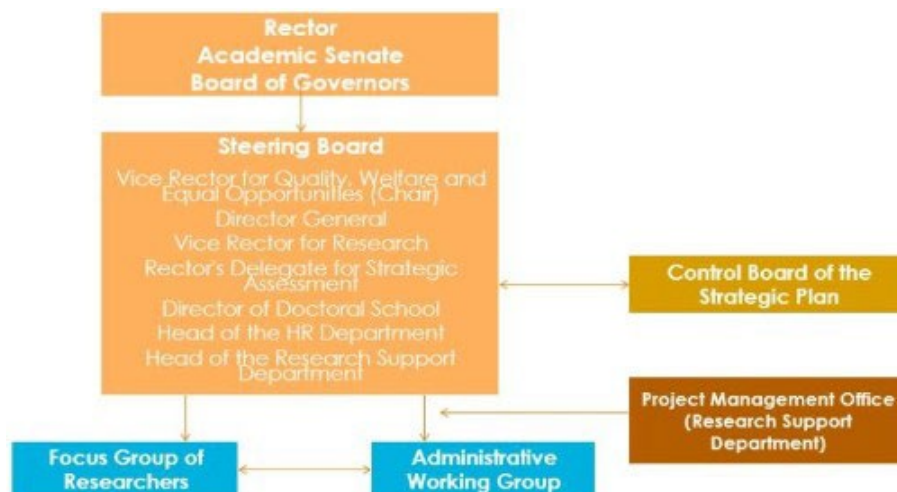 Rector
Academic Senate
Board of Governors
Steering Board
Vice Rector for Quality, Welfare and
Equal Opportunities (Chair)
Director General
Vice Rector for Research
Rector's Delegate for Strategic
Assessment
Director of Doctoral School
Head of the HR Department
Head of the Research Support
Department
Control Board of the
Strategic Plan
Project Management Office
(Research Support
Department)
Focus Group of
Researchers
Administrative
Working Group